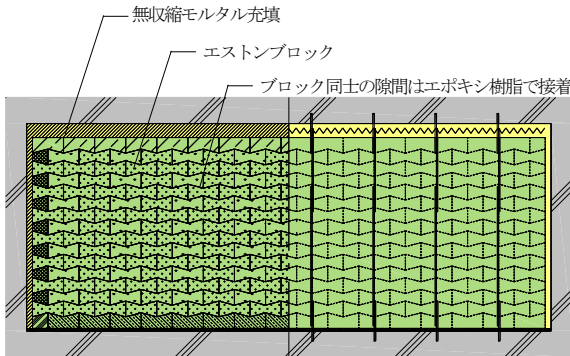 無収縮モルタル充填
エストンブロック
ブロック同士の隙間はエポキシ樹脂で接着